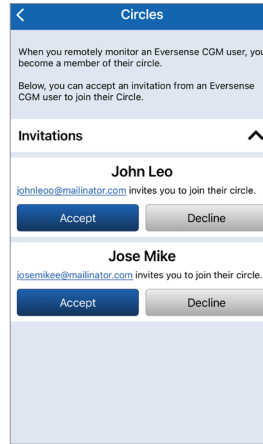 Circles
When you remotely monitor an Eversense CGM user, you
become a member of their circle.
Below, you can accept an invitation from an Eversense
CGM user to join their Circle.
Invitations
John Leo
johnleoo@mailinator.com invites you to join their circle.
Accept Decline
Jose Mike
josemikee@mailinator.com invites you to join their circle.
Accept Decline